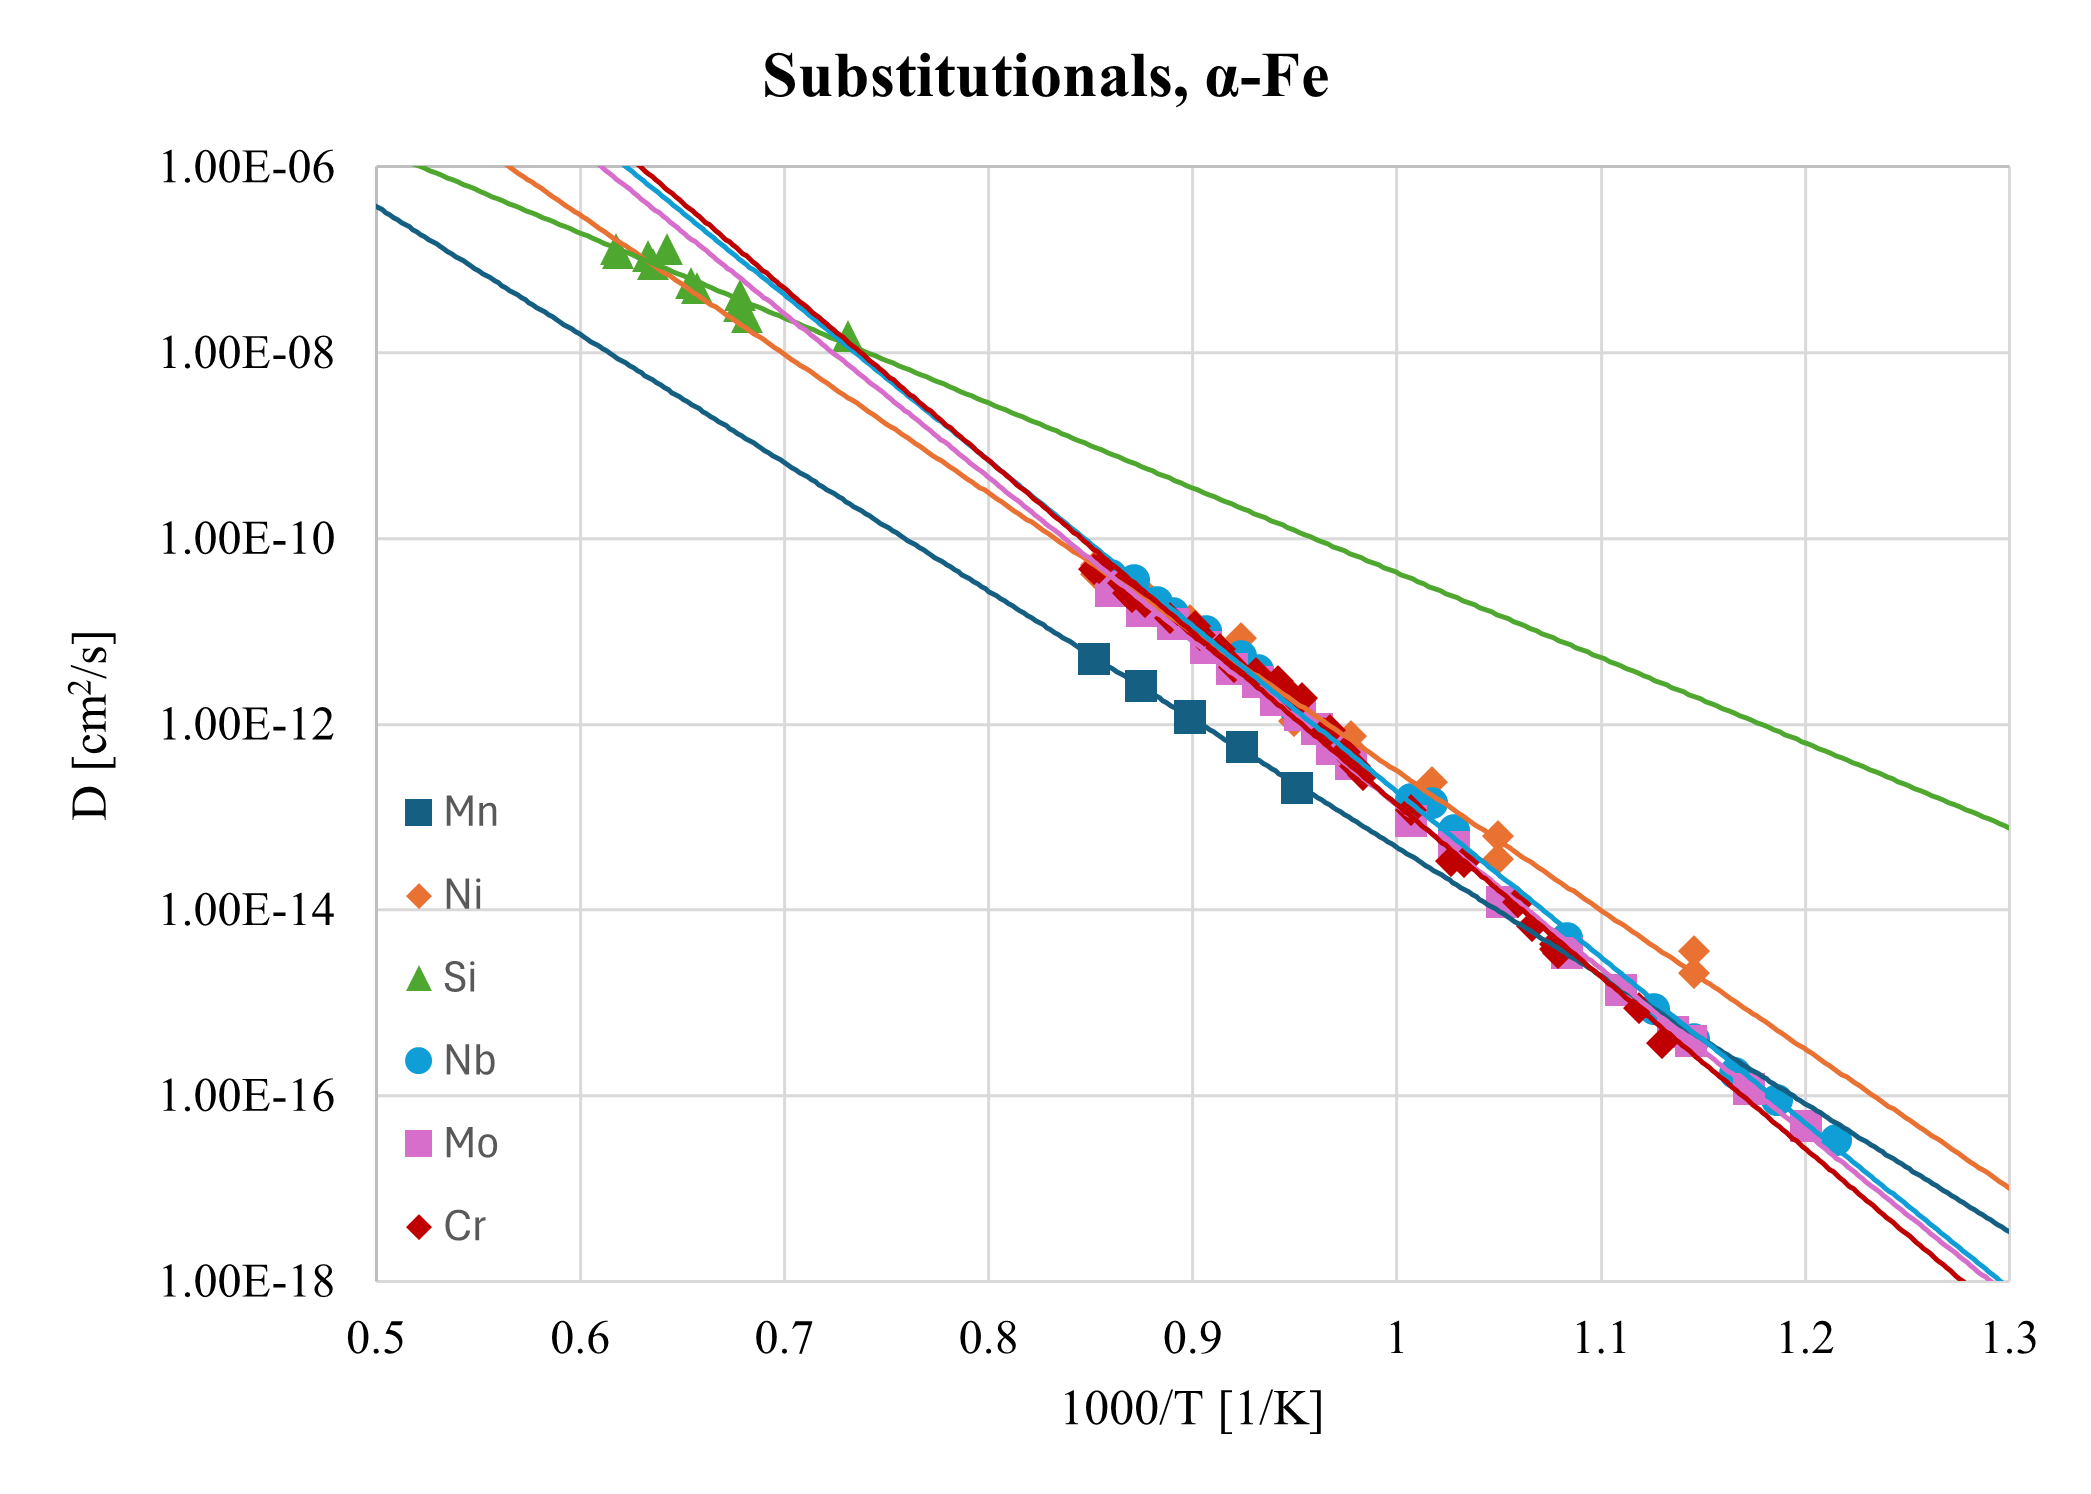 Substitutionals, α-Fe
1.00E-06
1.00E-08
1.00E-10
1.00E-12
1.00E-14
1.00E-16
1.00E-18
D [cm²/s]
Mn
Ni
Si
Nb
Mo
Cr
0.5 0.6 0.7 0.8 0.9 1 1.1 1.2 1.3
1000/T [1/K]